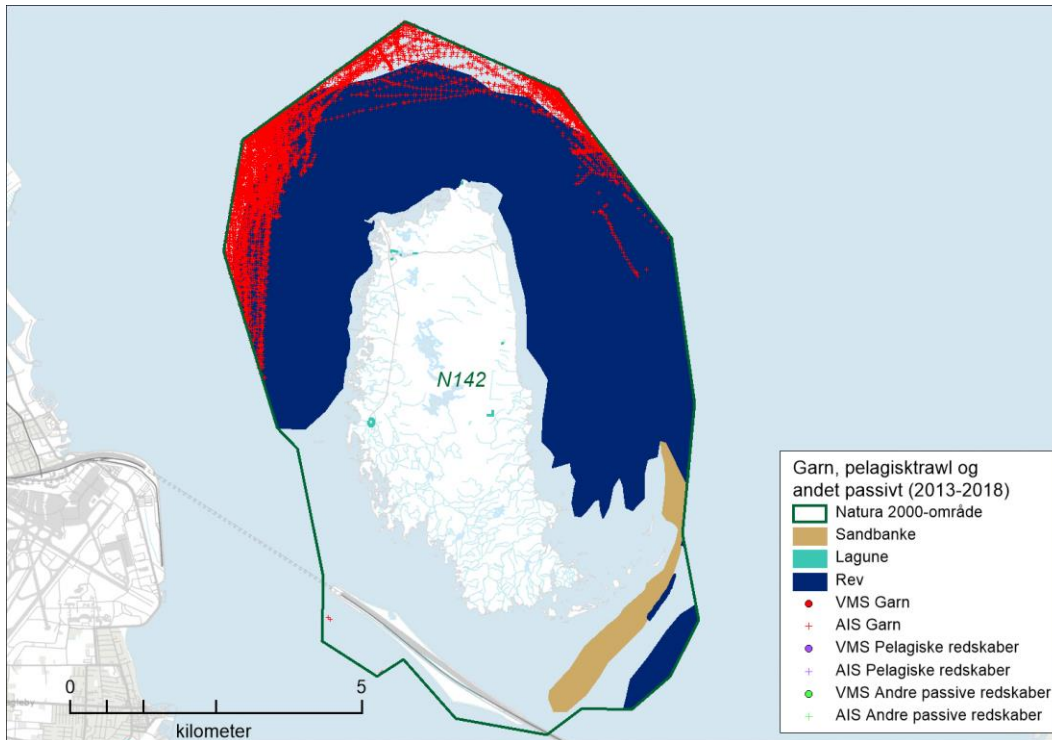 N142
Garn, pelagisktrawl og
andet passivt (2013-2018)
Natura 2000-område
Sandbanke
Lagune
Rev
VMS Garn
AIS Garn
VMS Pelagiske redskaber
AIS Pelagiske redskaber
VMS Andre passive redskaber
AIS Andre passive redskaber
0 5
kilometer